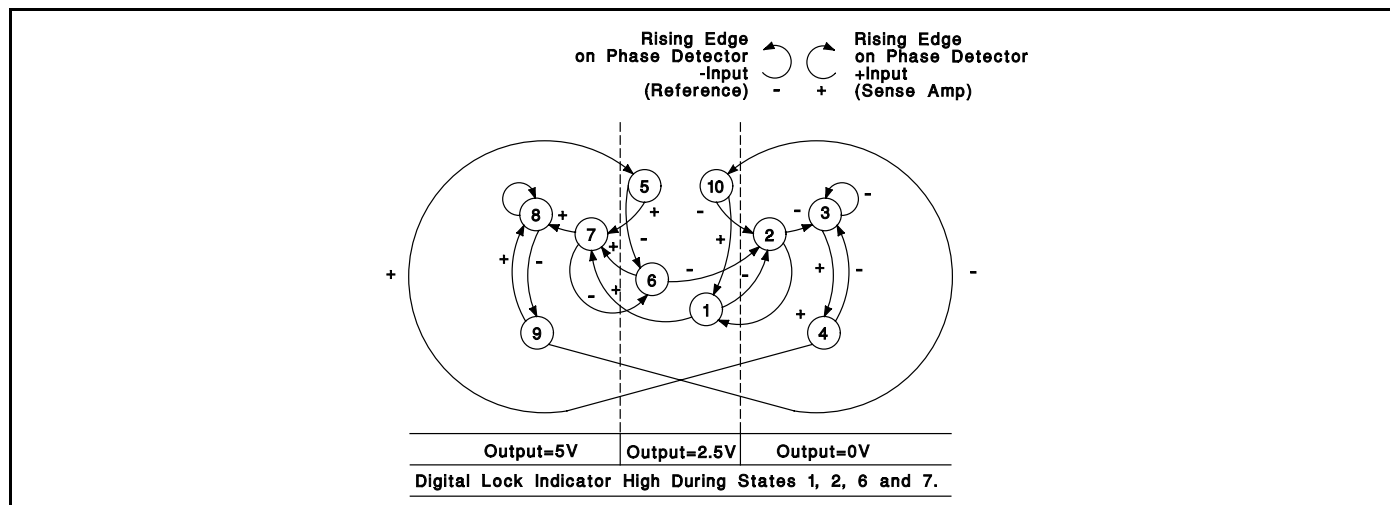 Rising Edge
on Phase Detector
-Input
(Reference) -
Rising Edge
on Phase Detector
+Input
+ (Sense Amp)
5
10
8
+
7
+
-
2
-
3
-
+
-
+
+
-
6
-
+
-
+
-
+
-
1
-
+
+
-
9
4
Output=5V
Output=2.5V
Output=0V
Digital Lock Indicator High During States 1, 2, 6 and 7.